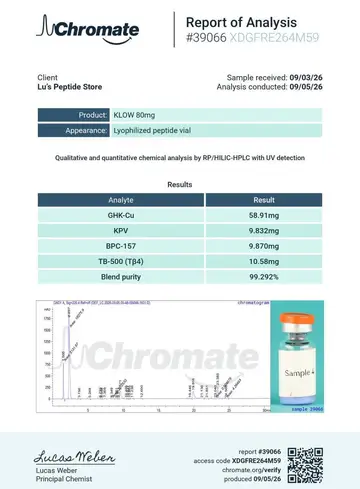 Chromate
Report of Analysis
#39066 XDGFRE264M59
Client
Lu's Peptide Store
Sample received: 09/03/26
Analysis conducted: 09/05/26
Product: KLOW 80mg
Appearance: Lyophilized peptide vial
Qualitative and quantitative chemical analysis by RP/HILIC-HPLC with UV detection
Results
Analyte Result
GHK-Cu 58.91mg
KPV 9.832mg
BPC-157 9.870mg
TB-500 (Tβ4) 10.58mg
Blend purity 99.292%
chromatogram
Chromate
Sample 4
sample 39066
Lucas Weber
Lucas Weber
Principal Chemist
report #39066
access code XDGFRE264M59
chromate.org/verify
produced 09/05/26